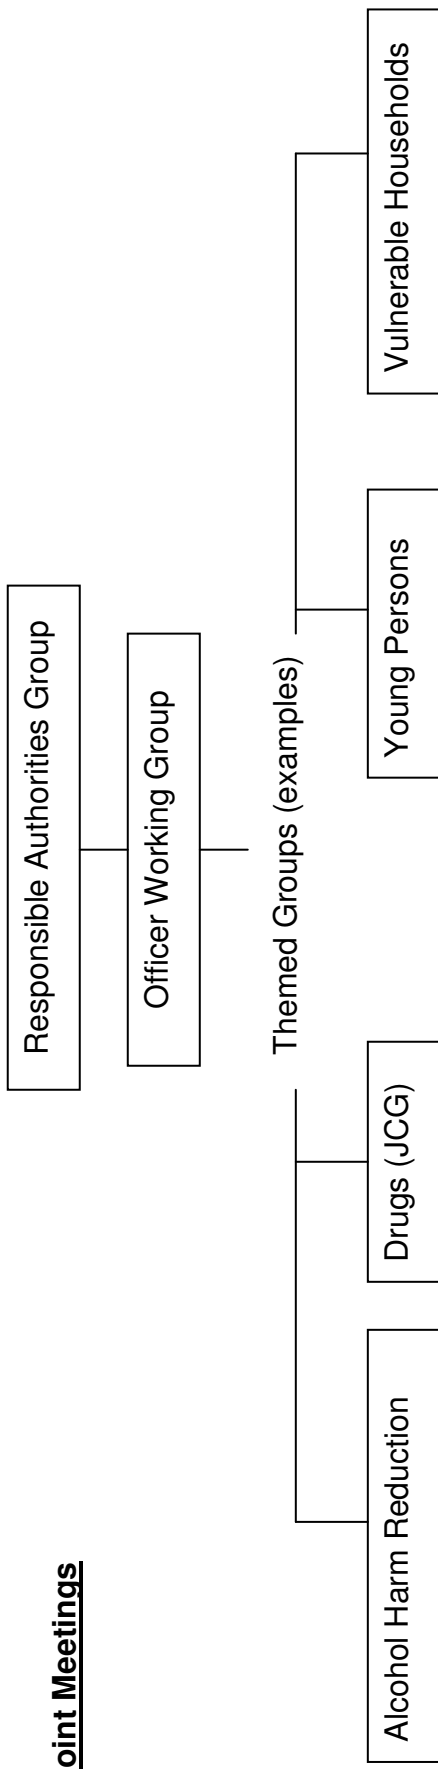 oint Meetings
Responsible Authorities Group
Officer Working Group
Themed Groups (examples)
Alcohol Harm Reduction
Drugs (JCG)
Young Persons
Vulnerable Households